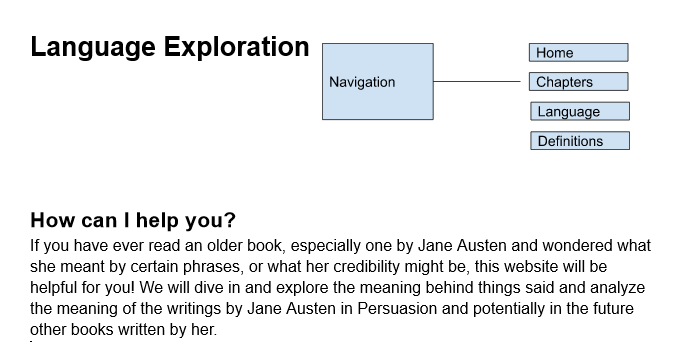 Language Exploration
Navigation
Home
Chapters
Language
Definitions
How can I help you?
If you have ever read an older book, especially one by Jane Austen and wondered what
she meant by certain phrases, or what her credibility might be, this website will be
helpful for you! We will dive in and explore the meaning behind things said and analyze
the meaning of the writings by Jane Austen in Persuasion and potentially in the future
other books written by her.